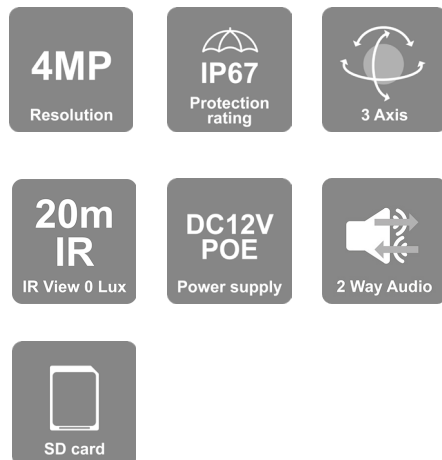 4MP
Resolution
IP67
Protection
rating
3 Axis
20m
IR
IR View 0 Lux
DC12V
POE
Power supply
2 Way Audio
SD card